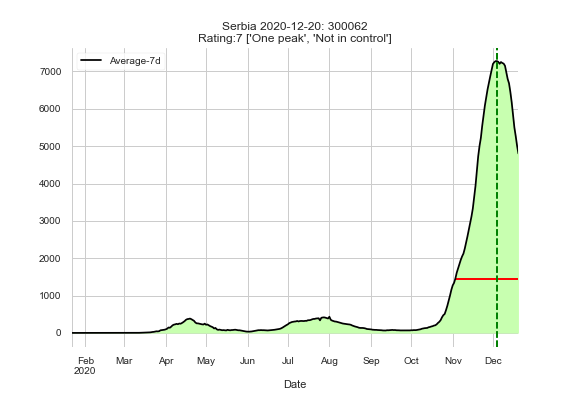 Serbia 2020-12-20: 300062
Rating:7 ['One peak', 'Not in control']
Average-7d
7000
6000
5000
4000
3000
2000
1000
0
Feb Mar Apr May Jun Jul Aug Sep Oct Nov Dec
2020
Date